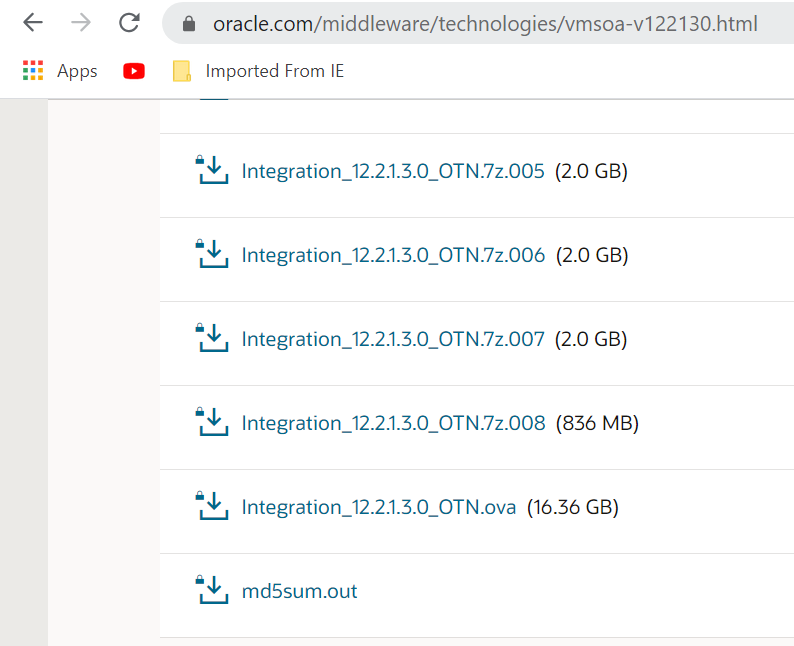 oracle.com/middleware/technologies/vmsoa-v122130.html
Apps Imported From IE
Integration_12.2.1.3.0_OTN.7z.005 (2.0 GB)
Integration_12.2.1.3.0_OTN.7z.006 (2.0 GB)
Integration_12.2.1.3.0_OTN.7z.007 (2.0 GB)
Integration_12.2.1.3.0_OTN.7z.008 (836 MB)
Integration_12.2.1.3.0_OTN.ova (16.36 GB)
md5sum.out